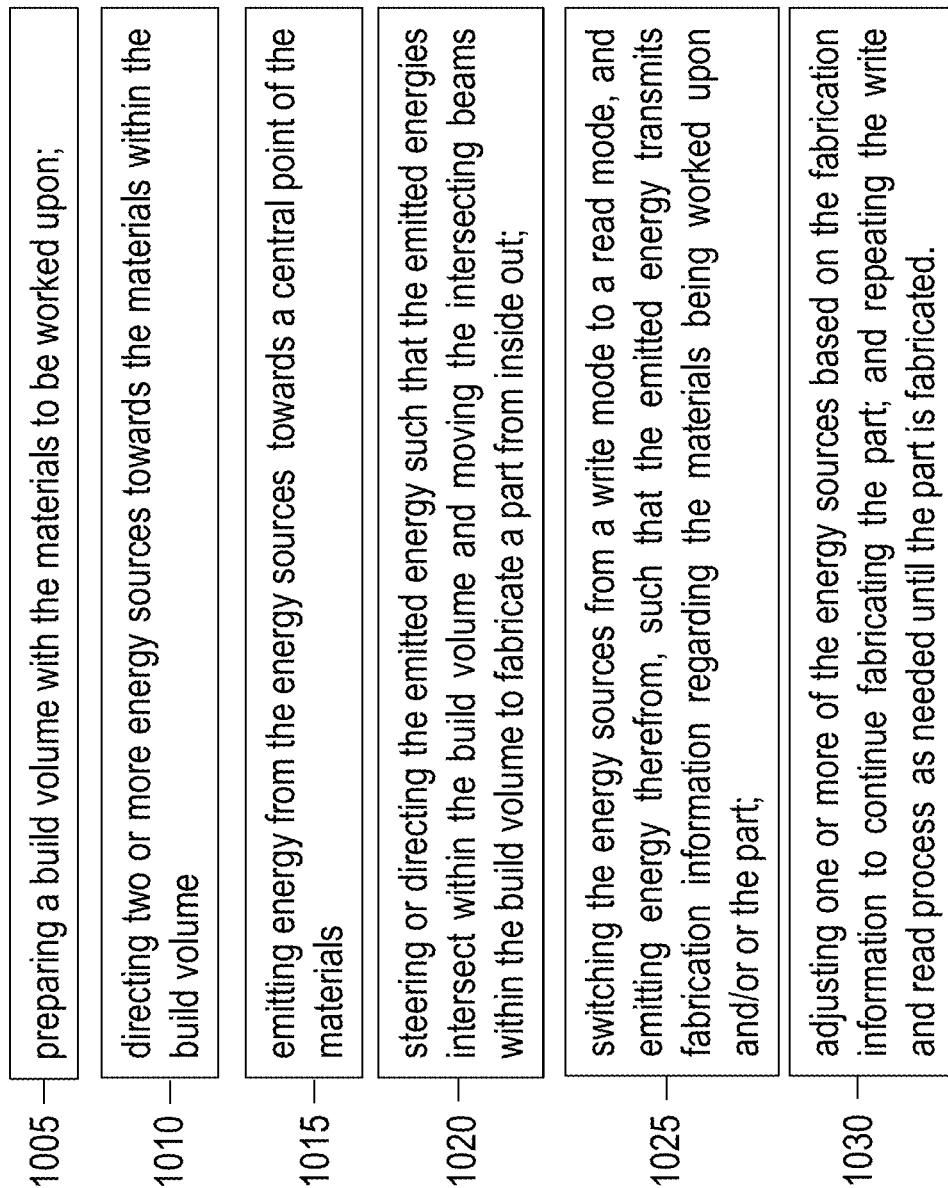 1005
preparing a build volume with the materials to be worked upon;
1010
directing two or more energy sources towards the materials within the
build volume
1015
emitting energy from the energy sources towards a central point of the
materials
1020
steering or directing the emitted energy such that the emitted energies
intersect within the build volume and moving the intersecting beams
within the build volume to fabricate a part from inside out;
1025
switching the energy sources from a write mode to a read mode, and
emitting energy therefrom, such that the emitted energy transmits
fabrication information regarding the materials being worked upon
and/or the part;
1030
adjusting one or more of the energy sources based on the fabrication
information to continue fabricating the part; and repeating the write
and read process as needed until the part is fabricated.